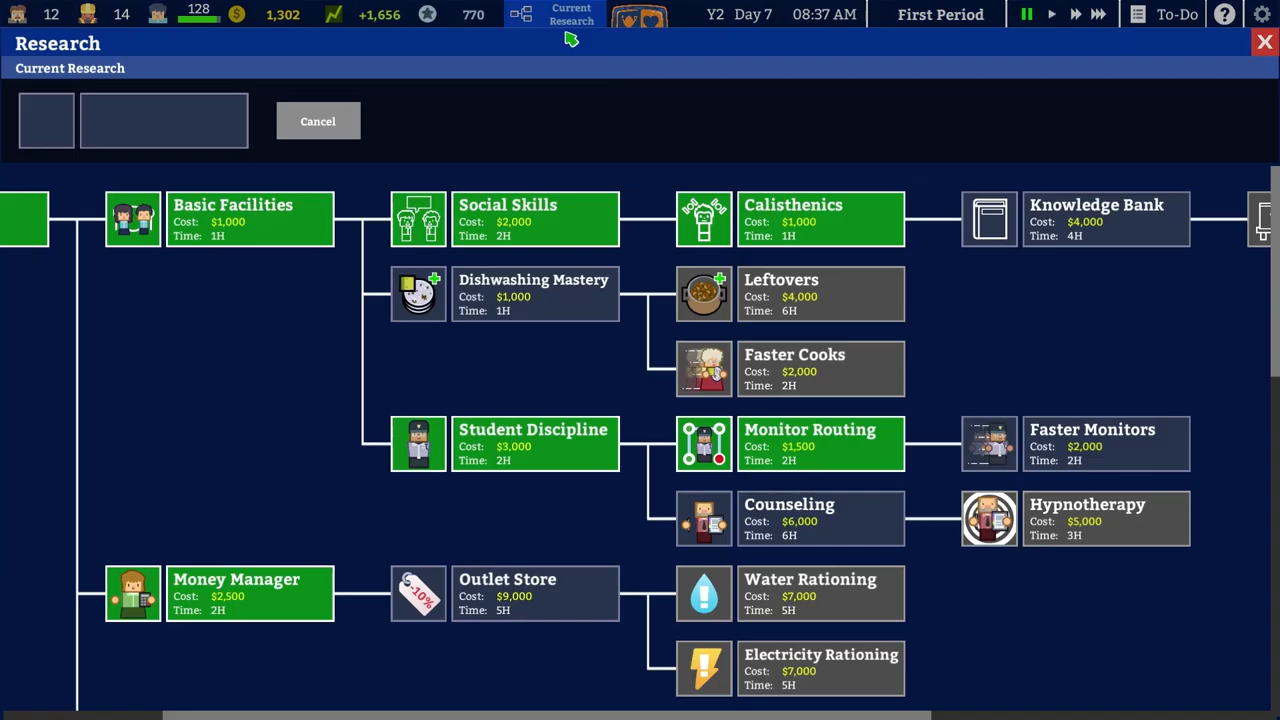 12
14
128
1,302
+1,656
770
Current
Research
Y2 Day 7
08:37 AM
First Period
To-Do
?
Research
X
Current Research
Cancel
Basic Facilities
Cost: $1,000
Time: 1H
Social Skills
Cost: $2,000
Time: 2H
Calisthenics
Cost: $1,000
Time: 1H
Knowledge Bank
Cost: $4,000
Time: 4H
Dishwashing Mastery
Cost: $1,000
Time: 1H
Leftovers
Cost: $4,000
Time: 6H
Faster Cooks
Cost: $2,000
Time: 2H
Student Discipline
Cost: $3,000
Time: 2H
Monitor Routing
Cost: $1,500
Time: 2H
Faster Monitors
Cost: $2,000
Time: 2H
Counseling
Cost: $6,000
Time: 6H
Hypnotherapy
Cost: $5,000
Time: 3H
Money Manager
Cost: $2,500
Time: 2H
-10%
Outlet Store
Cost: $9,000
Time: 5H
Water Rationing
Cost: $7,000
Time: 5H
Electricity Rationing
Cost: $7,000
Time: 5H